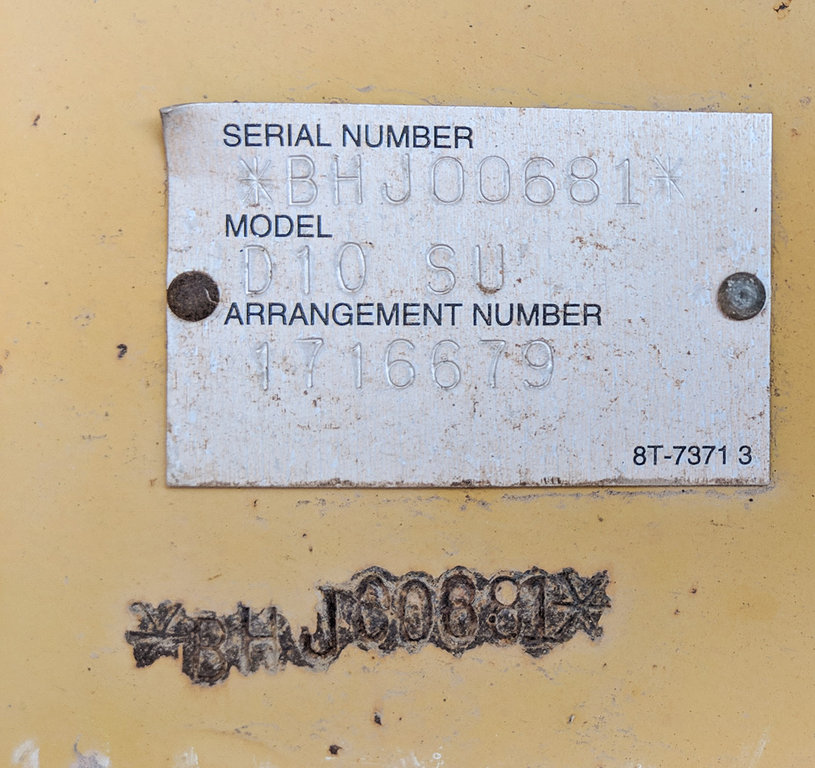 SERIAL NUMBER
*BHJ00681*
MODEL
D10 SU
ARRANGEMENT NUMBER
1716679
8T-7371 3
*BHJ00681*